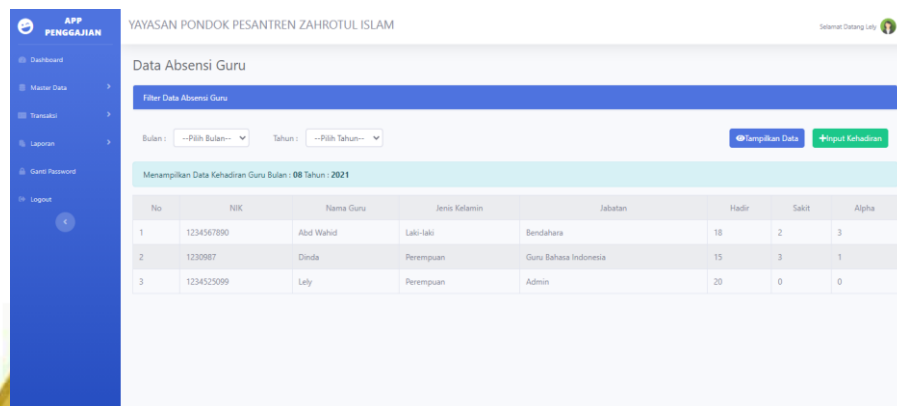 APP
PENGGAJIAN
YAYASAN PONDOK PESANTREN ZAHROTUL ISLAM
Selamat Datang Lely
Dashboard
Master Data
Transaksi
Laporan
Ganti Password
Logout
Data Absensi Guru
Filter Data Absensi Guru
Bulan : --Pilih Bulan-- Tahun : --Pilih Tahun-- Tampilkan Data +Input Kehadiran
Menampilkan Data Kehadiran Guru Bulan : 08 Tahun : 2021
No NIK Nama Guru Jenis Kelamin Jabatan Hadir Sakit Alpha
1 1234567890 Abd Wahid Laki-laki Bendahara 18 2 3
2 1230987 Dinda Perempuan Guru Bahasa Indonesia 15 3 1
3 1234525099 Lely Perempuan Admin 20 0 0